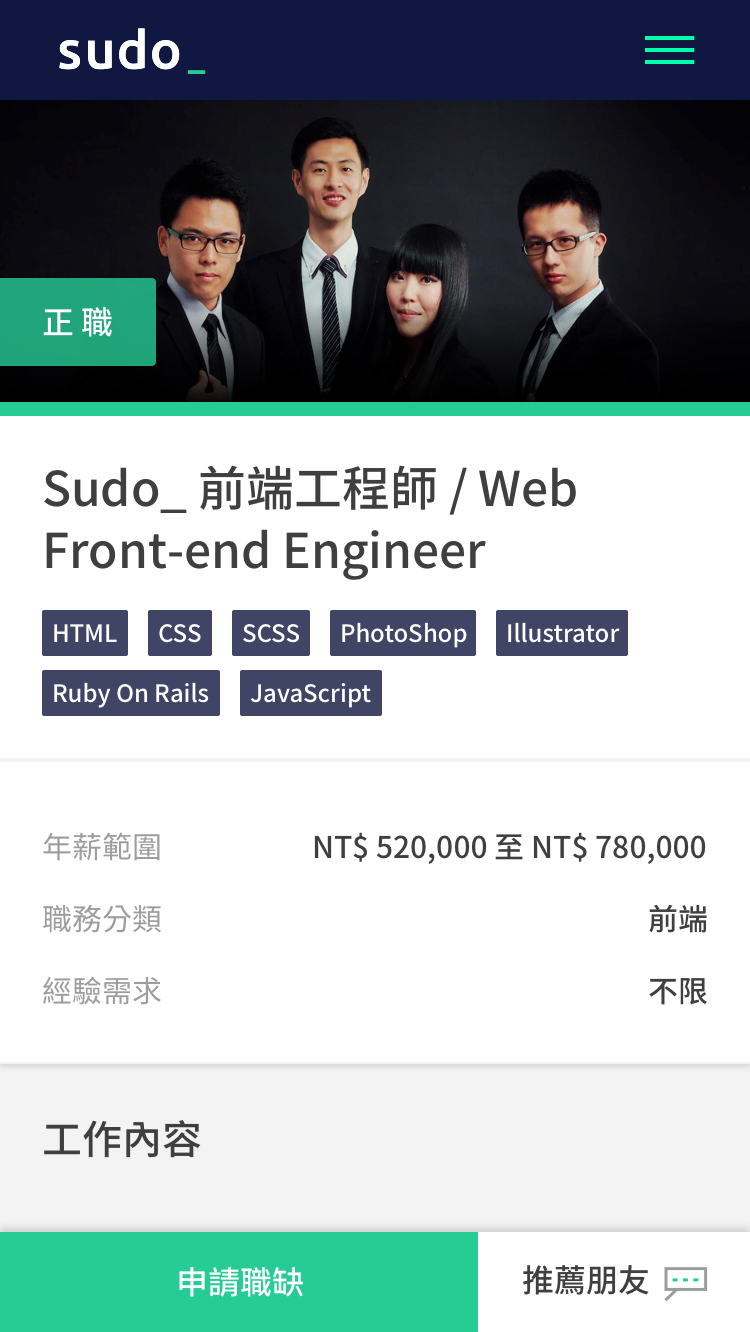 sudo_
正職
Sudo_ 前端工程師 / Web
Front-end Engineer
HTML CSS SCSS PhotoShop Illustrator
Ruby On Rails JavaScript
年薪範圍 NT$ 520,000 至 NT$ 780,000
職務分類 前端
經驗需求 不限
工作內容
申請職缺 推薦朋友